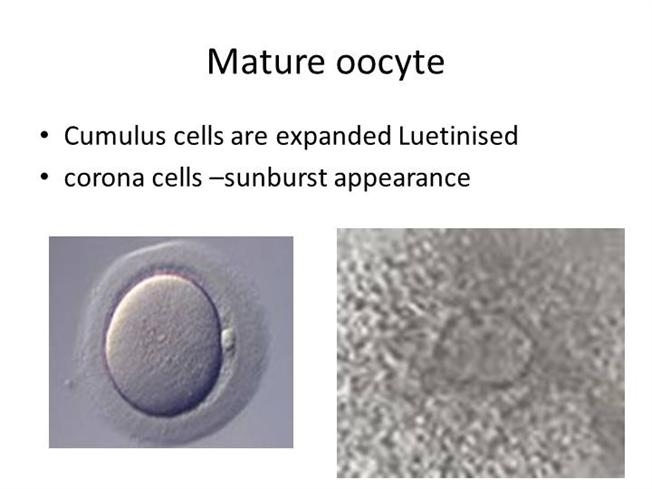 Mature oocyte
• Cumulus cells are expanded Luetinised
• corona cells –sunburst appearance